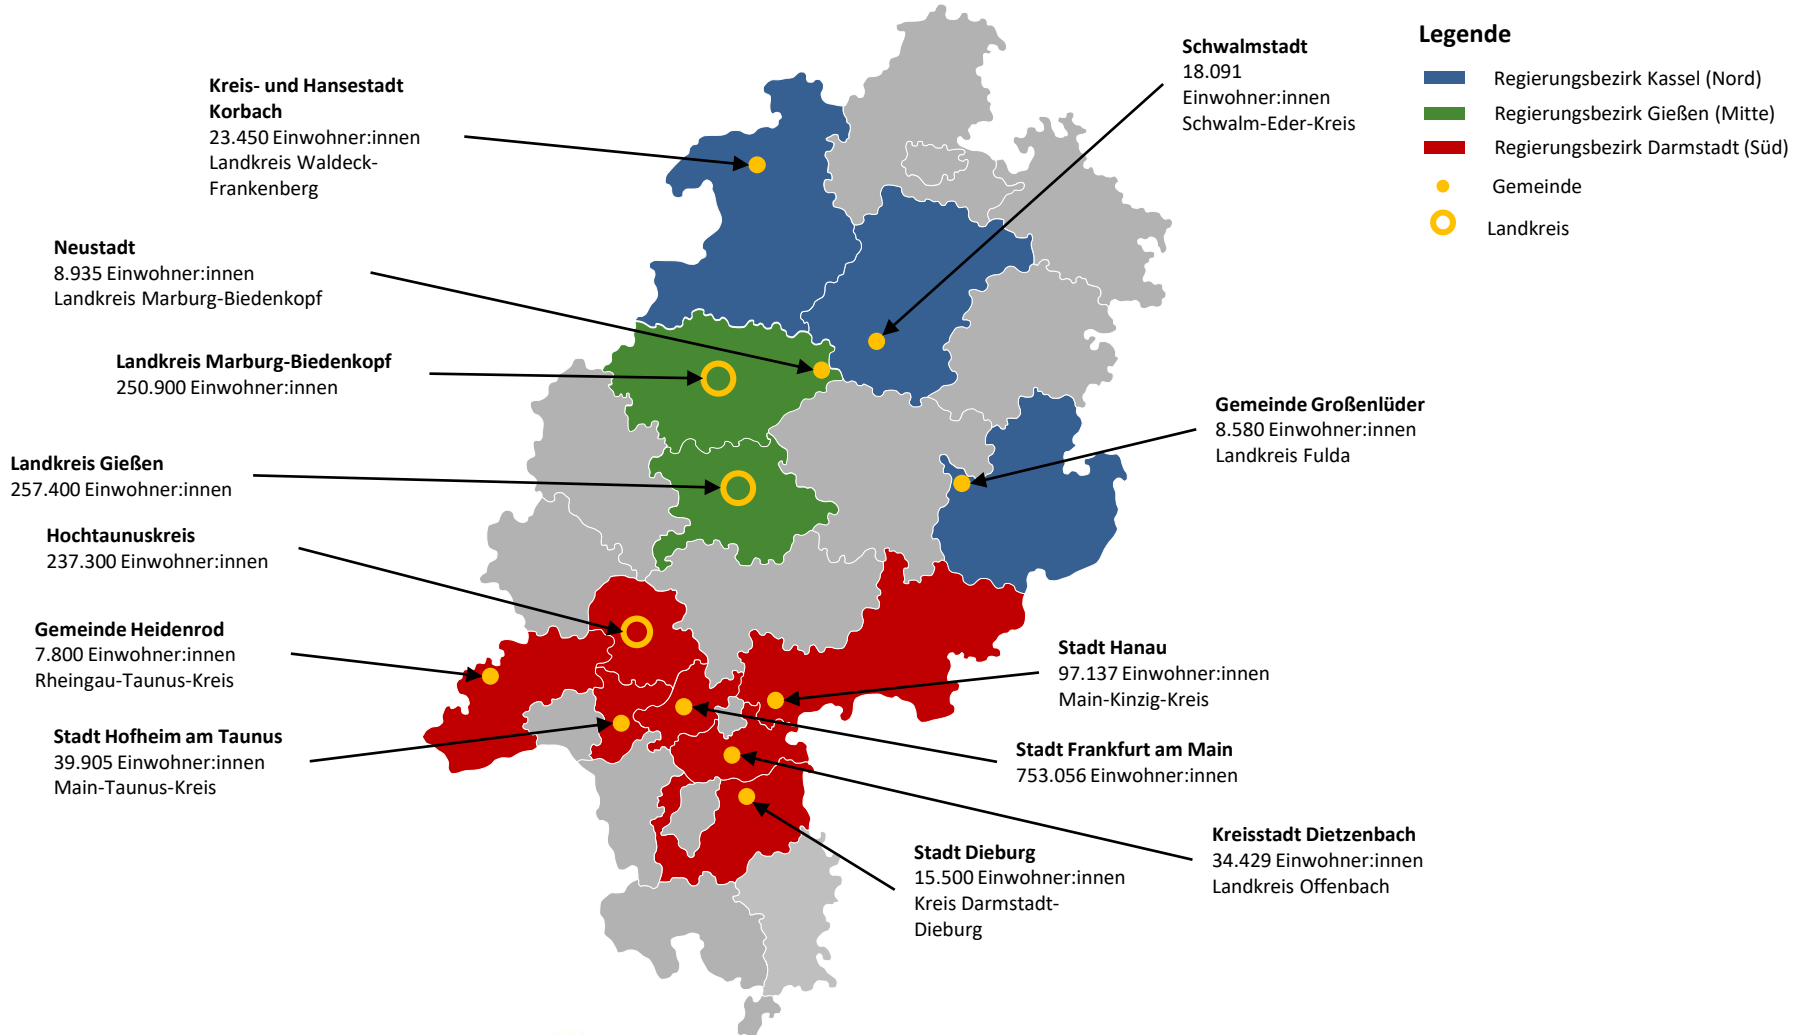 Kreis- und Hansestadt
Korbach
23.450 Einwohner:innen
Landkreis Waldeck-
Frankenberg
Neustadt
8.935 Einwohner:innen
Landkreis Marburg-Biedenkopf
Landkreis Marburg-Biedenkopf
250.900 Einwohner:innen
Landkreis Gießen
257.400 Einwohner:innen
Hochtaunuskreis
237.300 Einwohner:innen
Gemeinde Heidenrod
7.800 Einwohner:innen
Rheingau-Taunus-Kreis
Stadt Hofheim am Taunus
39.905 Einwohner:innen
Main-Taunus-Kreis
Schwalmstadt
18.091
Einwohner:innen
Schwalm-Eder-Kreis
Legende
Regierungsbezirk Kassel (Nord)
Regierungsbezirk Gießen (Mitte)
Regierungsbezirk Darmstadt (Süd)
Gemeinde
Landkreis
Gemeinde Großenlüder
8.580 Einwohner:innen
Landkreis Fulda
Stadt Hanau
97.137 Einwohner:innen
Main-Kinzig-Kreis
Stadt Frankfurt am Main
753.056 Einwohner:innen
Kreisstadt Dietzenbach
34.429 Einwohner:innen
Landkreis Offenbach
Stadt Dieburg
15.500 Einwohner:innen
Kreis Darmstadt-
Dieburg